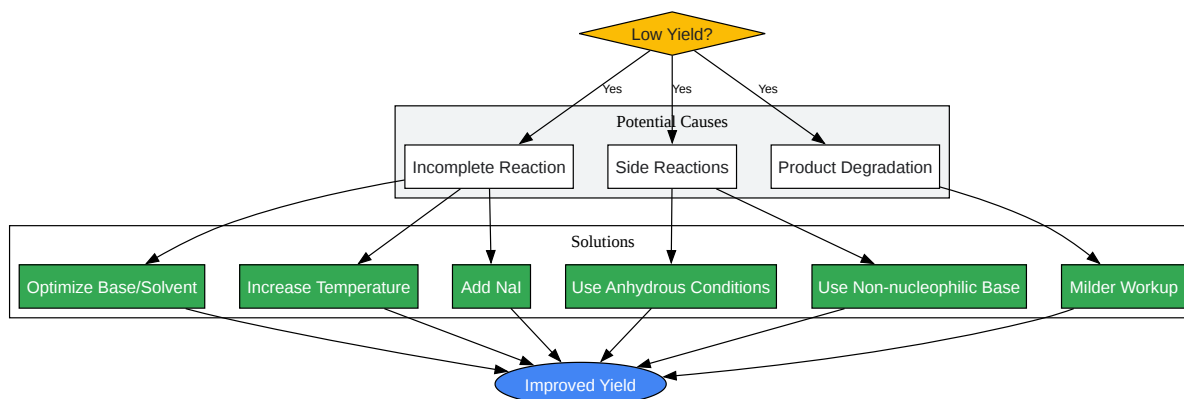 Low Yield?
Yes
Yes
Yes
Potential Causes
Incomplete Reaction
Side Reactions
Product Degradation
Solutions
Optimize Base/Solvent
Increase Temperature
Add NaI
Use Anhydrous Conditions
Use Non-nucleophilic Base
Milder Workup
Improved Yield